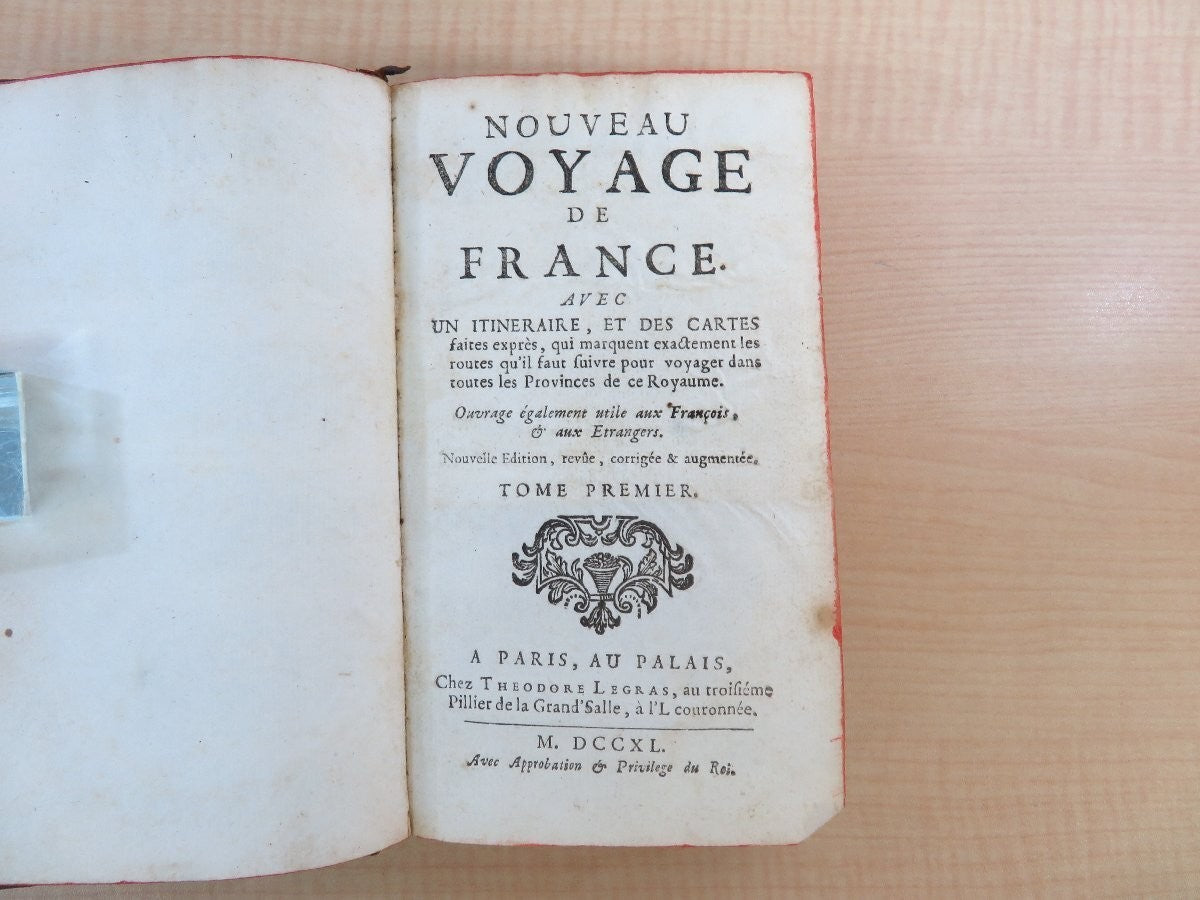 NOUVEAU
VOYAGE
DE
FRANCE.
AVEC
UN ITINERAIRE, ET DES CARTES
faites exprès, qui marquent exactement les
routes qu'il faut ſuivre pour voyager dans
toutes les Provinces de ce Royaume.
Ouvrage également utile aux François,
& aux Etrangers.
Nouvelle Edition, revûe, corrigée & augmentée.
TOME PREMIER.
A PARIS, AU PALAIS,
Chez THEODORE LEGRAS, au troiſiéme
Pillier de la Grand'Salle, à l'L couronnée.
M. DCCXL.
Avec Approbation & Privilege du Roi.